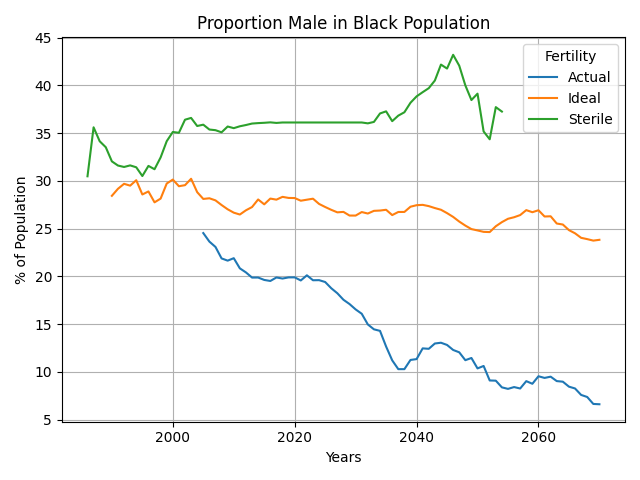 Proportion Male in Black Population
45
40
35
30
25
20
15
10
5
% of Population
Fertility
Actual
Ideal
Sterile
2000 2020 2040 2060
Years